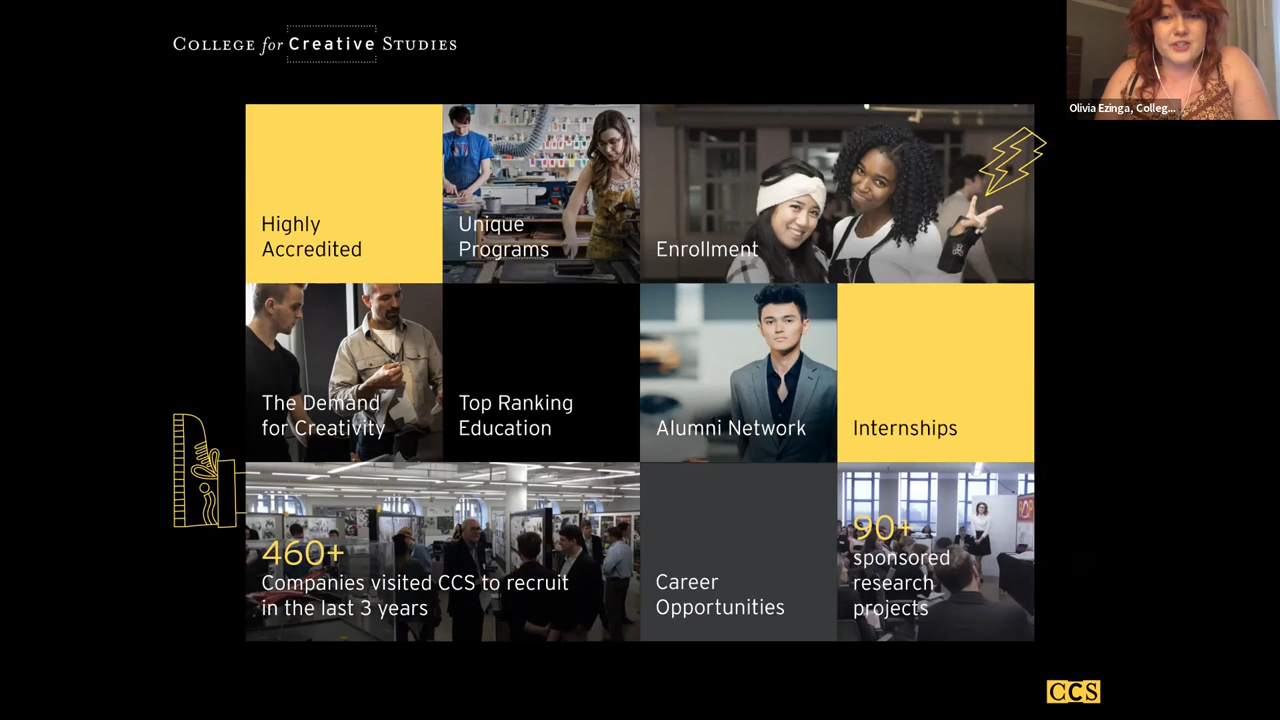 College for Creative Studies
Olivia Ezinga, Colleg...
Highly
Accredited
Unique
Programs
Enrollment
The Demand
for Creativity
Top Ranking
Education
Alumni Network
Internships
460+
Companies visited CCS to recruit
in the last 3 years
Career
Opportunities
90+
sponsored
research
projects
CCS